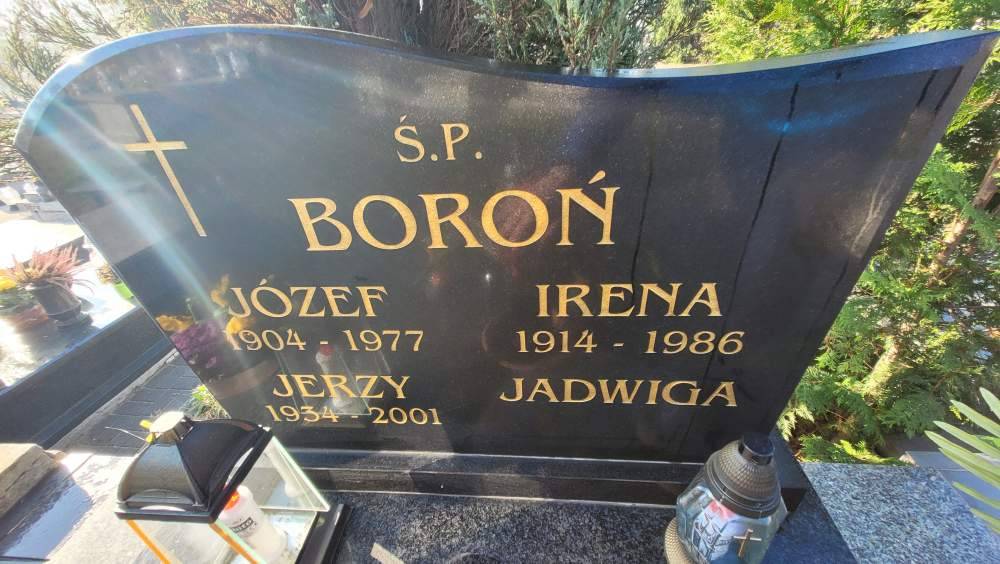 Ś.P.
BOROŃ
JÓZEF IRENA
1904 - 1977 1914 - 1986
JERZY JADWIGA
1934 - 2001